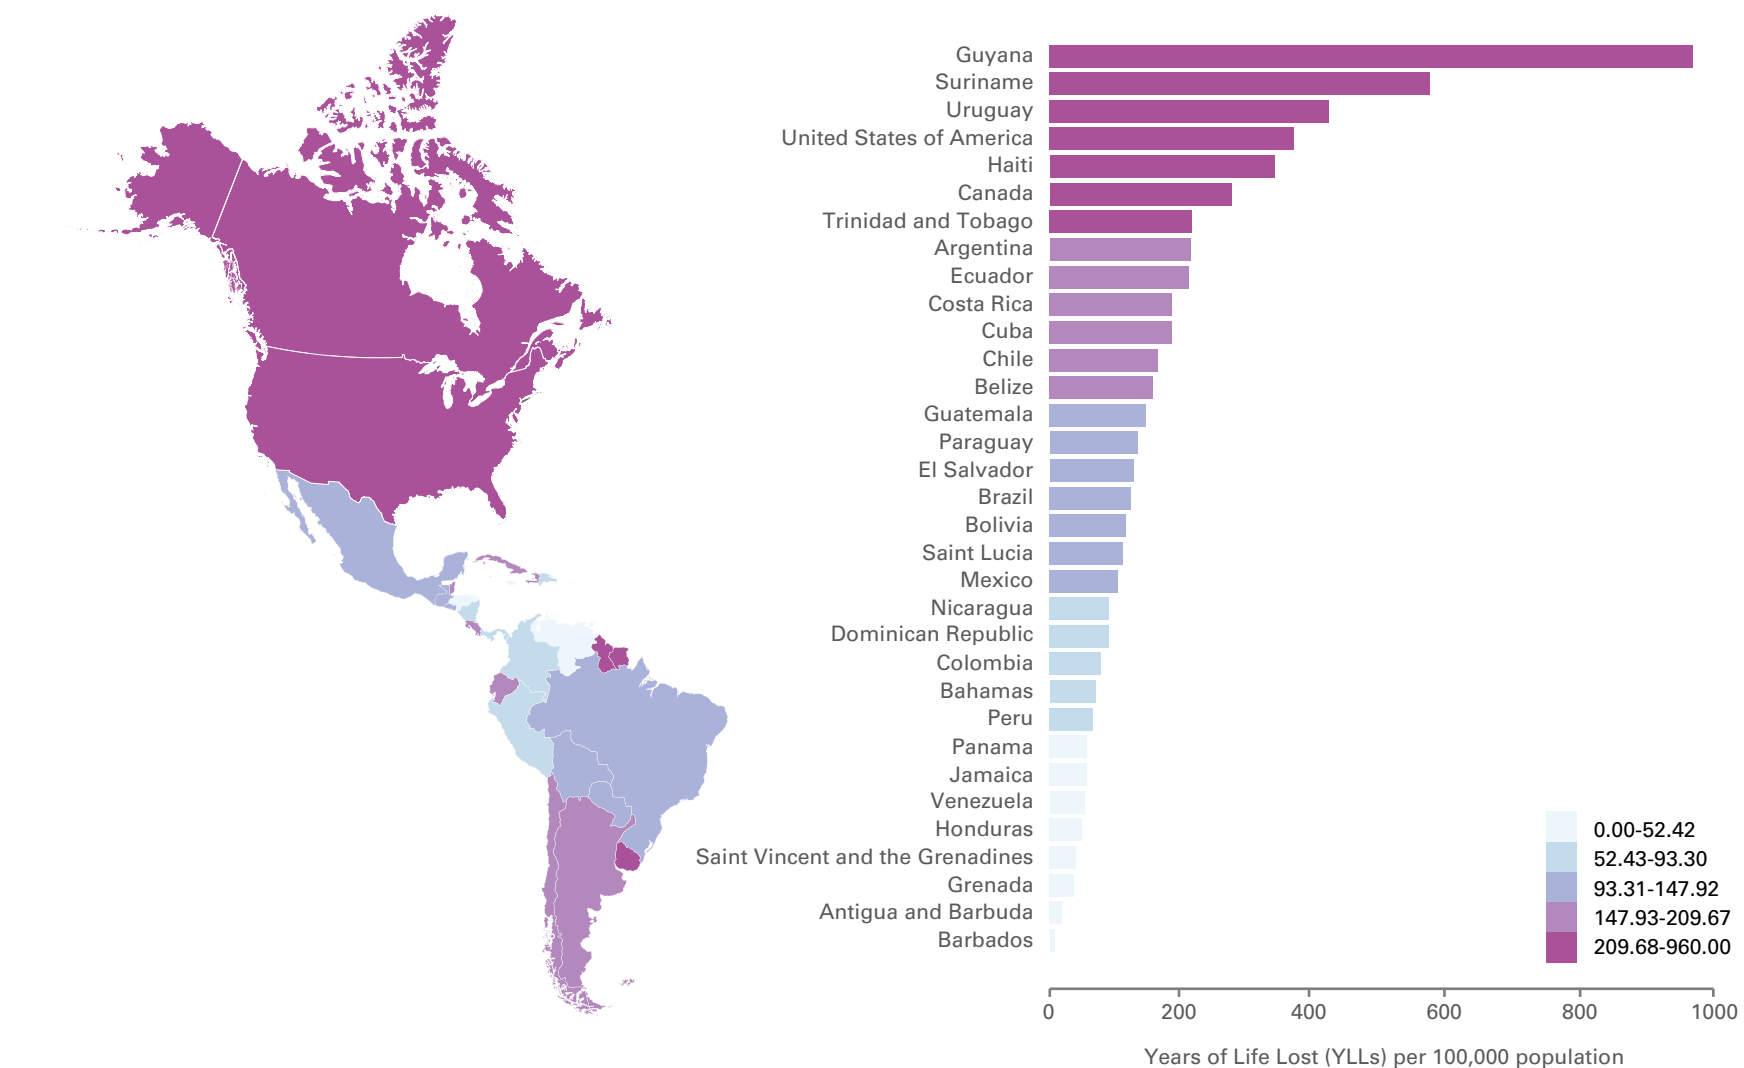 Guyana
Suriname
Uruguay
United States of America
Haiti
Canada
Trinidad and Tobago
Argentina
Ecuador
Costa Rica
Cuba
Chile
Belize
Guatemala
Paraguay
El Salvador
Brazil
Bolivia
Saint Lucia
Mexico
Nicaragua
Dominican Republic
Colombia
Bahamas
Peru
Panama
Jamaica
Venezuela
Honduras
Saint Vincent and the Grenadines
Grenada
Antigua and Barbuda
Barbados
0.00-52.42
52.43-93.30
93.31-147.92
147.93-209.67
209.68-960.00
0 200 400 600 800 1000
Years of Life Lost (YLLs) per 100,000 population